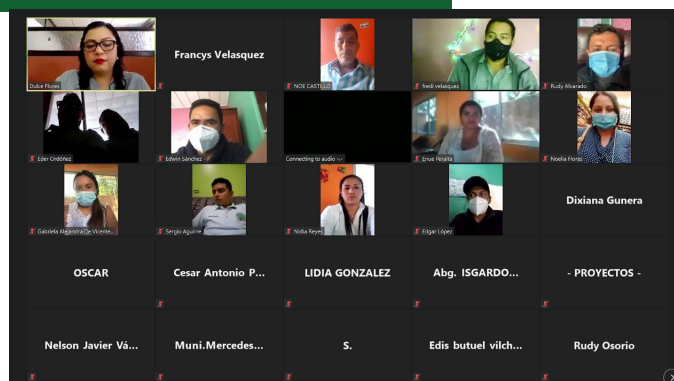 Dulce Flores
Francys Velasquez
NOE CASTILLO
fredi velasquez
Rudy Alvarado
Eder Ordóñez
Edwin Sánchez
Connecting to audio
Enue Peralta
Noelia Flores
Gabriela Alejandra De Vicente...
Sergio Aguirre
Nidia Reyes
Edgar López
Dixiana Gunera
OSCAR
Cesar Antonio P...
LIDIA GONZALEZ
Abg. ISGARDO...
- PROYECTOS -
Nelson Javier Vá...
Muni.Mercedes...
S.
Edis butuel vilch...
Rudy Osorio